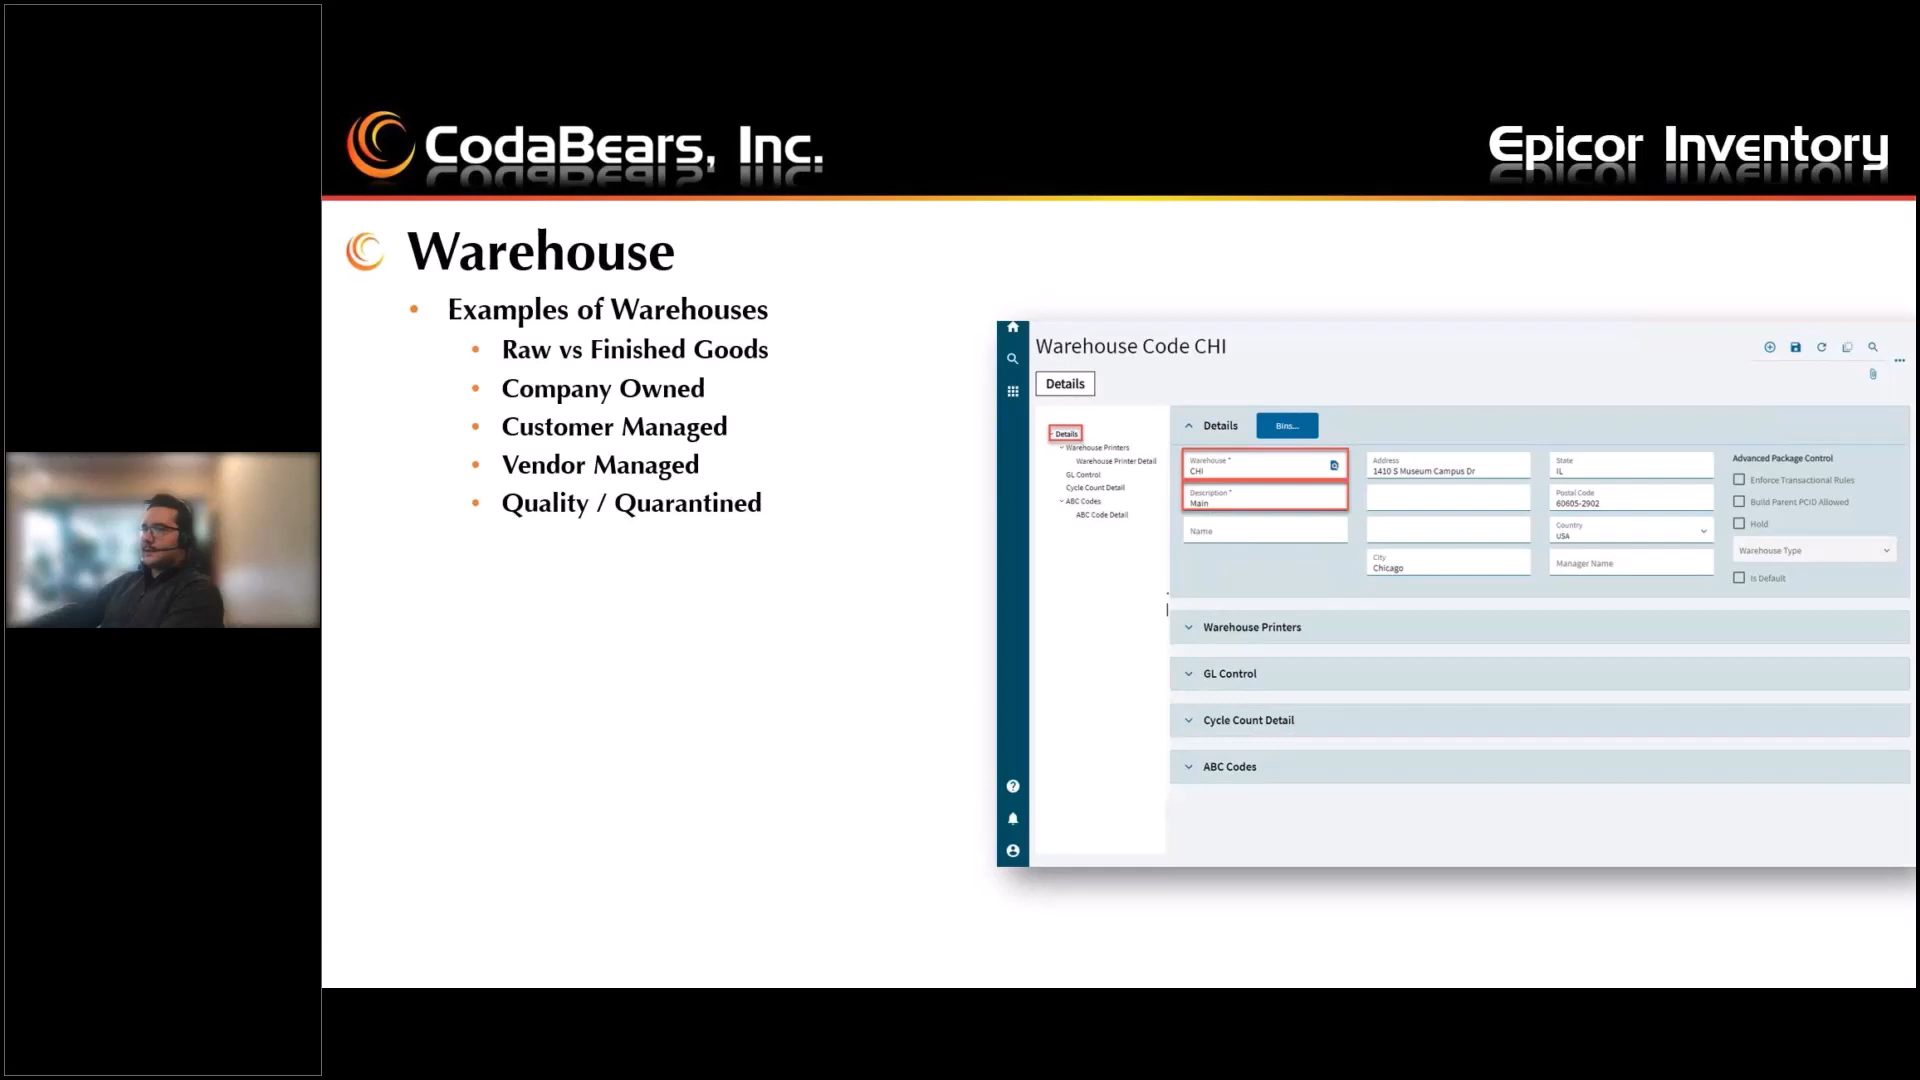 CodaBears, Inc.
Epicor Inventory
Warehouse
Examples of Warehouses
Raw vs Finished Goods
Company Owned
Customer Managed
Vendor Managed
Quality / Quarantined
Warehouse Code CHI
Details
Details
Warehouse Printers
Warehouse Printer Detail
GL Control
Cycle Count Detail
ABC Codes
ABC Code Detail
Details
Bins...
Warehouse *
CHI
Description *
Main
Name
Address
1410 S Museum Campus Dr
City
Chicago
State
IL
Postal Code
60605-2902
Country
USA
Manager Name
Advanced Package Control
Enforce Transactional Rules
Build Parent PCID Allowed
Hold
Warehouse Type
Is Default
Warehouse Printers
GL Control
Cycle Count Detail
ABC Codes